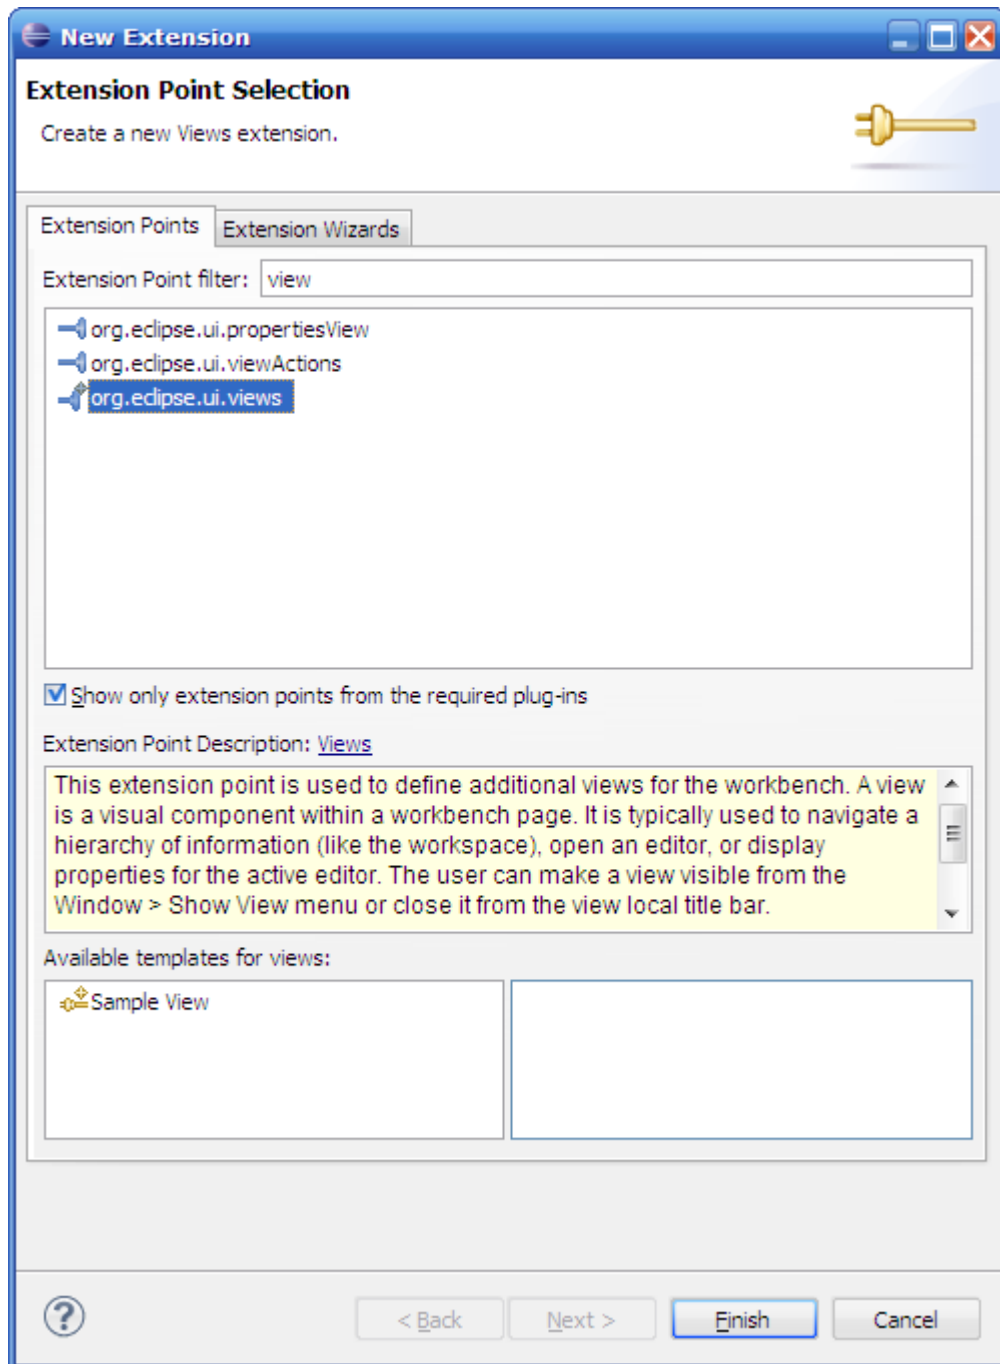 New Extension
Extension Point Selection
Create a new Views extension.
Extension Points
Extension Wizards
Extension Point filter: view
org.eclipse.ui.propertiesView
org.eclipse.ui.viewActions
org.eclipse.ui.views
Show only extension points from the required plug-ins
Extension Point Description: Views
This extension point is used to define additional views for the workbench. A view
is a visual component within a workbench page. It is typically used to navigate a
hierarchy of information (like the workspace), open an editor, or display
properties for the active editor. The user can make a view visible from the
Window > Show View menu or close it from the view local title bar.
Available templates for views:
Sample View
?
< Back
Next >
Finish
Cancel